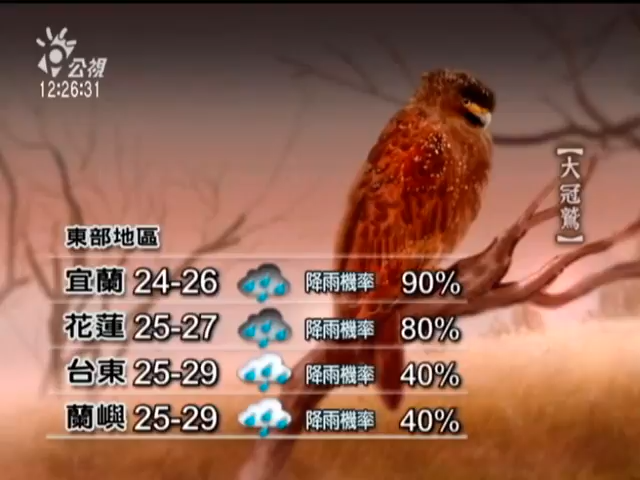 公視
12:26:31
【大冠鷲】
東部地區
宜蘭 24-26 降雨機率 90%
花蓮 25-27 降雨機率 80%
台東 25-29 降雨機率 40%
蘭嶼 25-29 降雨機率 40%